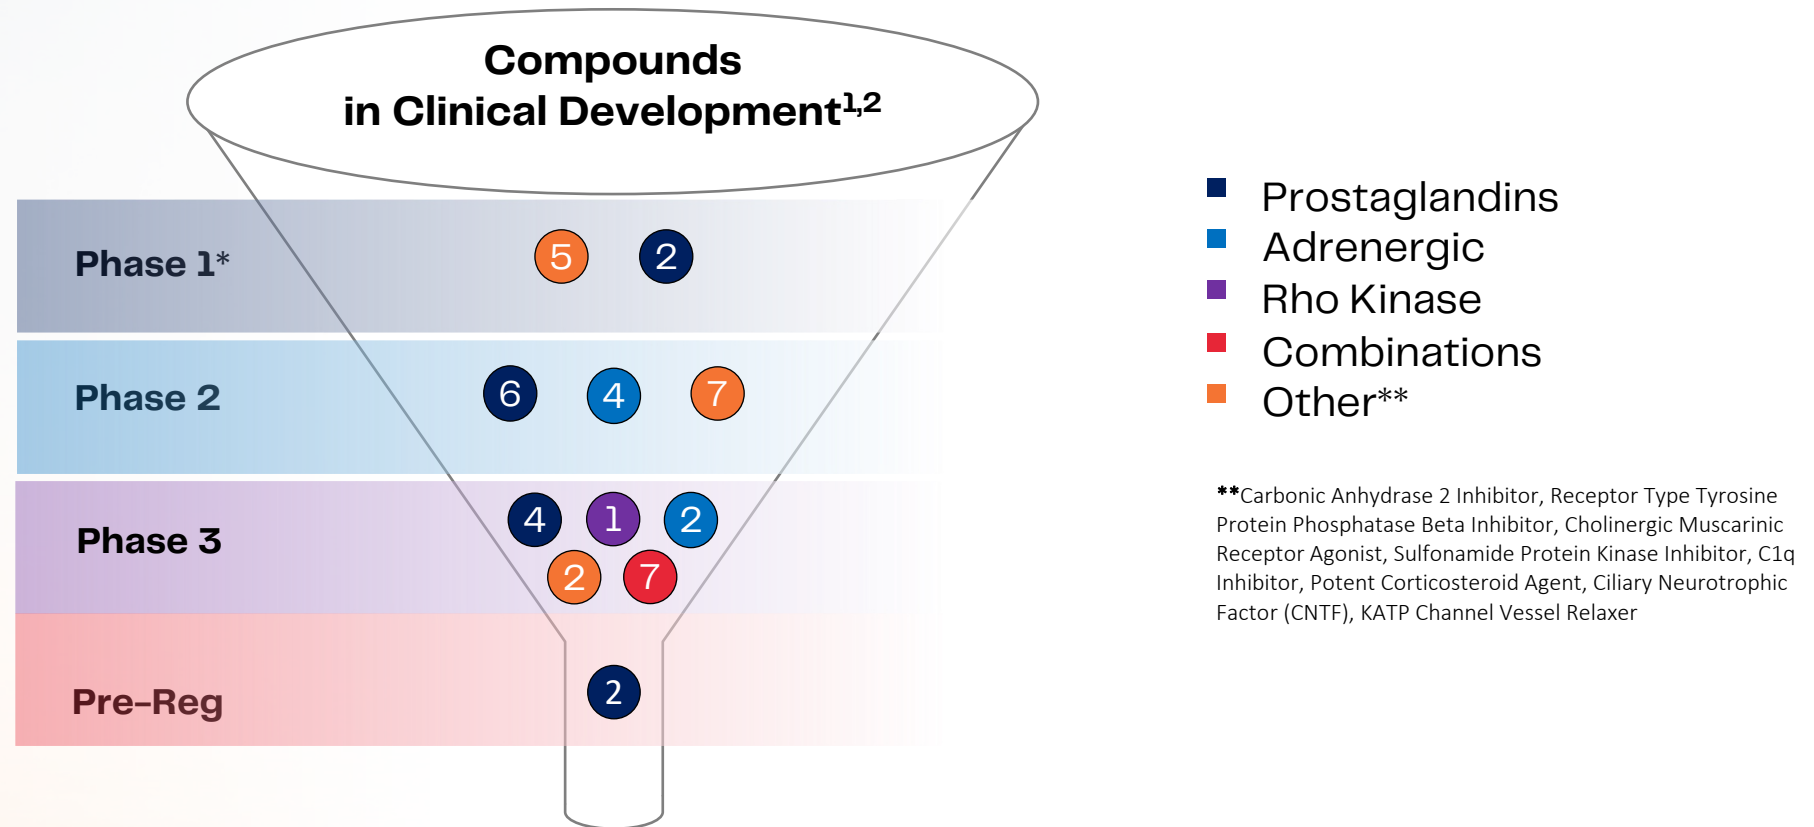 Compounds
in Clinical Development1,2
Phase 1*
5
2
Phase 2
6
4
7
Phase 3
4
1
2
2
7
Pre-Reg
2
Prostaglandins
Adrenergic
Rho Kinase
Combinations
Other**
**Carbonic Anhydrase 2 Inhibitor, Receptor Type Tyrosine
Protein Phosphatase Beta Inhibitor, Cholinergic Muscarinic
Receptor Agonist, Sulfonamide Protein Kinase Inhibitor, C1q
Inhibitor, Potent Corticosteroid Agent, Ciliary Neurotrophic
Factor (CNTF), KATP Channel Vessel Relaxer